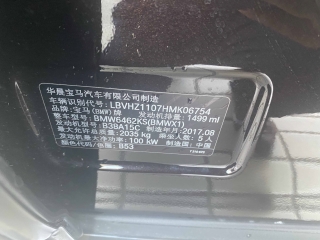 华晨宝马汽车有限公司制造
车辆识别代号: LBVHZ1107HMK06754
品牌: 宝马(BMW)牌 发动机排量: 1499 ml
整车型号: BMW6462KS(BMWX1)
发动机型号: B38A15C 制造年月: 2017.08
最大允许总质量: 2035 kg 乘坐人数: 5人
发动机最大净功率: 100 kW 制造国: 中国
颜色代码/色漆: B53